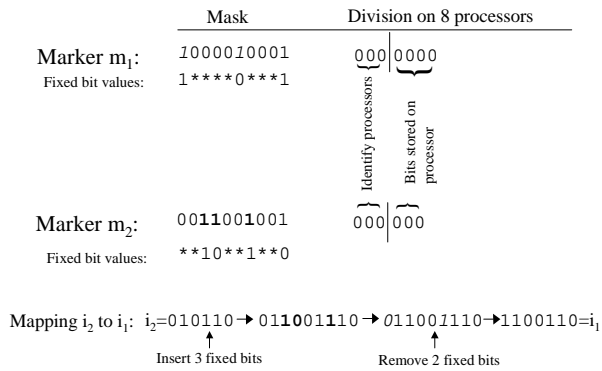 Mask Division on 8 processors
Marker m₁: 1000010001 000|0000
Fixed bit values: 1****0***1
Identify processors
Bits stored on processor
Marker m₂: 0011001001 000|000
Fixed bit values: **10**1**0
Mapping i₂ to i₁: i₂=010110 → 011001110 → 011001110 → 1100110=i₁
Insert 3 fixed bits Remove 2 fixed bits